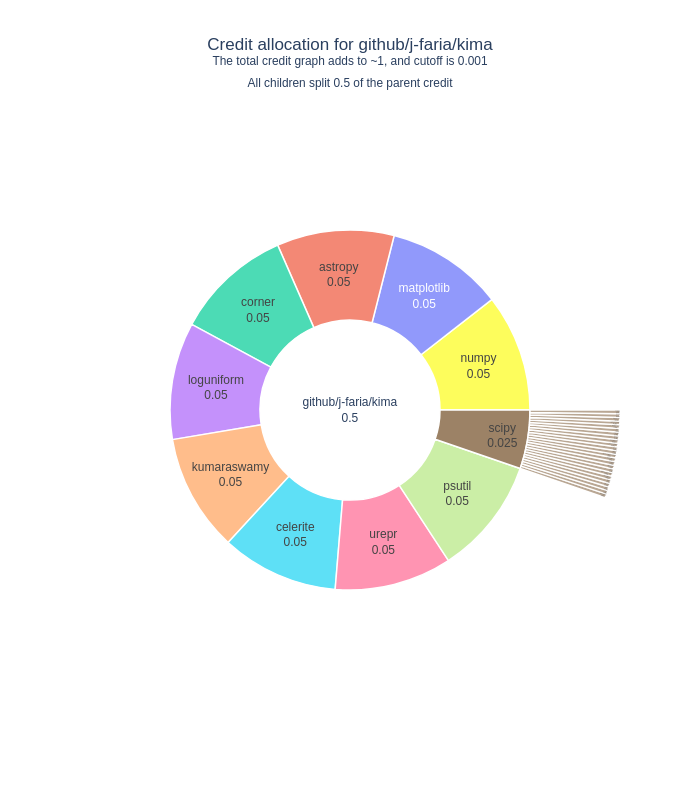 Credit allocation for github/j-faria/kima
The total credit graph adds to ~1, and cutoff is 0.001
All children split 0.5 of the parent credit
astropy
0.05
matplotlib
0.05
corner
0.05
numpy
0.05
loguniform
0.05
github/j-faria/kima
0.5
scipy
0.025
kumaraswamy
0.05
psutil
0.05
celerite
0.05
urepr
0.05